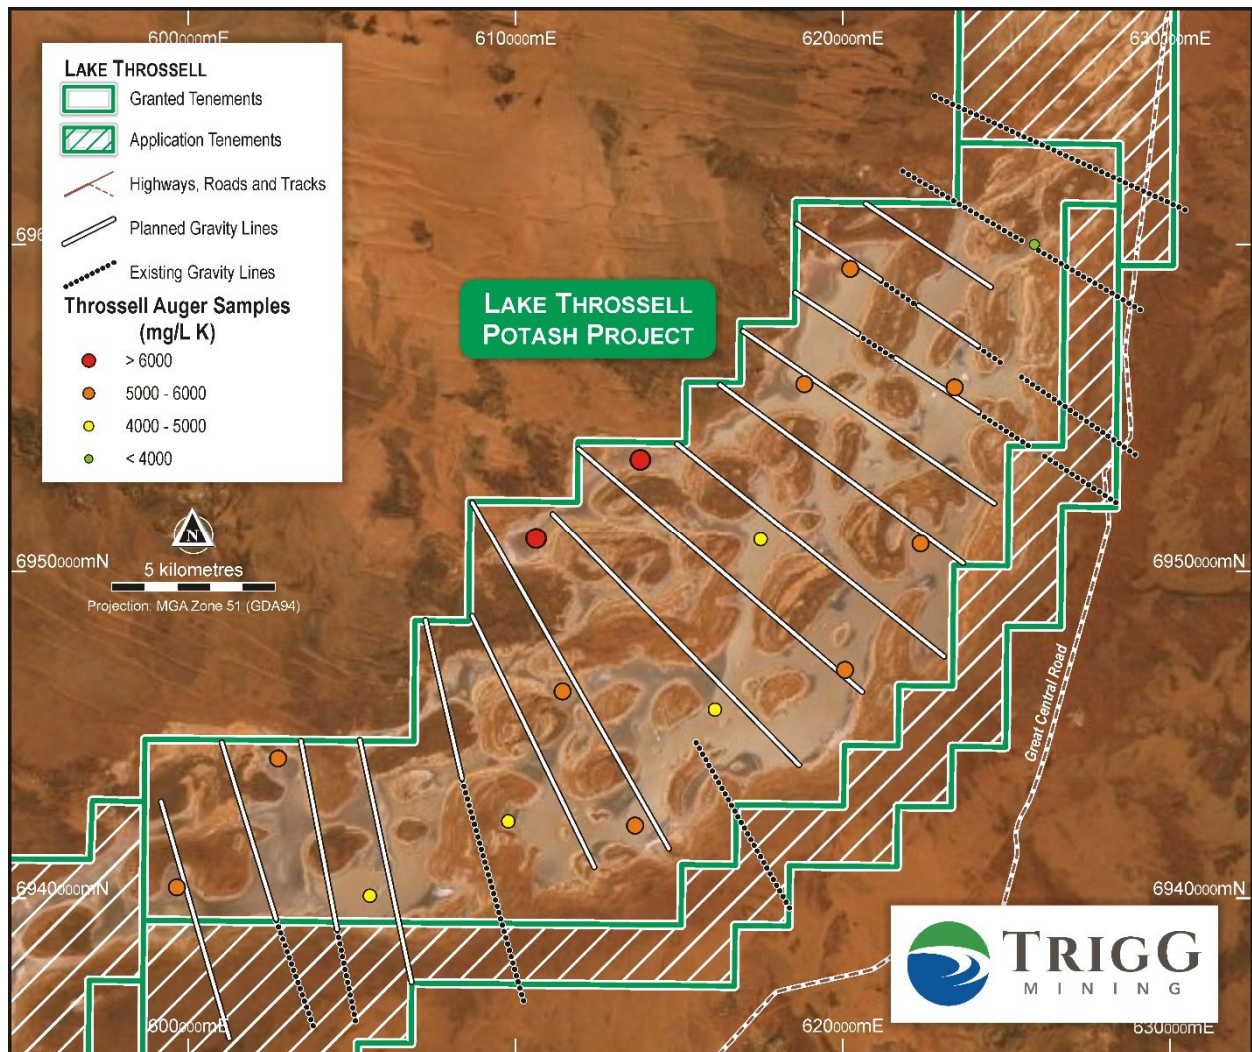 600000mE
610000mE
620000mE
630000mE
LAKE THROSSELL
Granted Tenements
Application Tenements
Highways, Roads and Tracks
Planned Gravity Lines
Existing Gravity Lines
Throssell Auger Samples
(mg/L K)
> 6000
5000 - 6000
4000 - 5000
< 4000
LAKE THROSSELL
POTASH PROJECT
N
5 kilometres
Projection: MGA Zone 51 (GDA94)
6950000mN
6950000mN
Great Central Road
6940000mN
6940000mN
TRIGG
MINING
600000mE
620000mE
630000mE